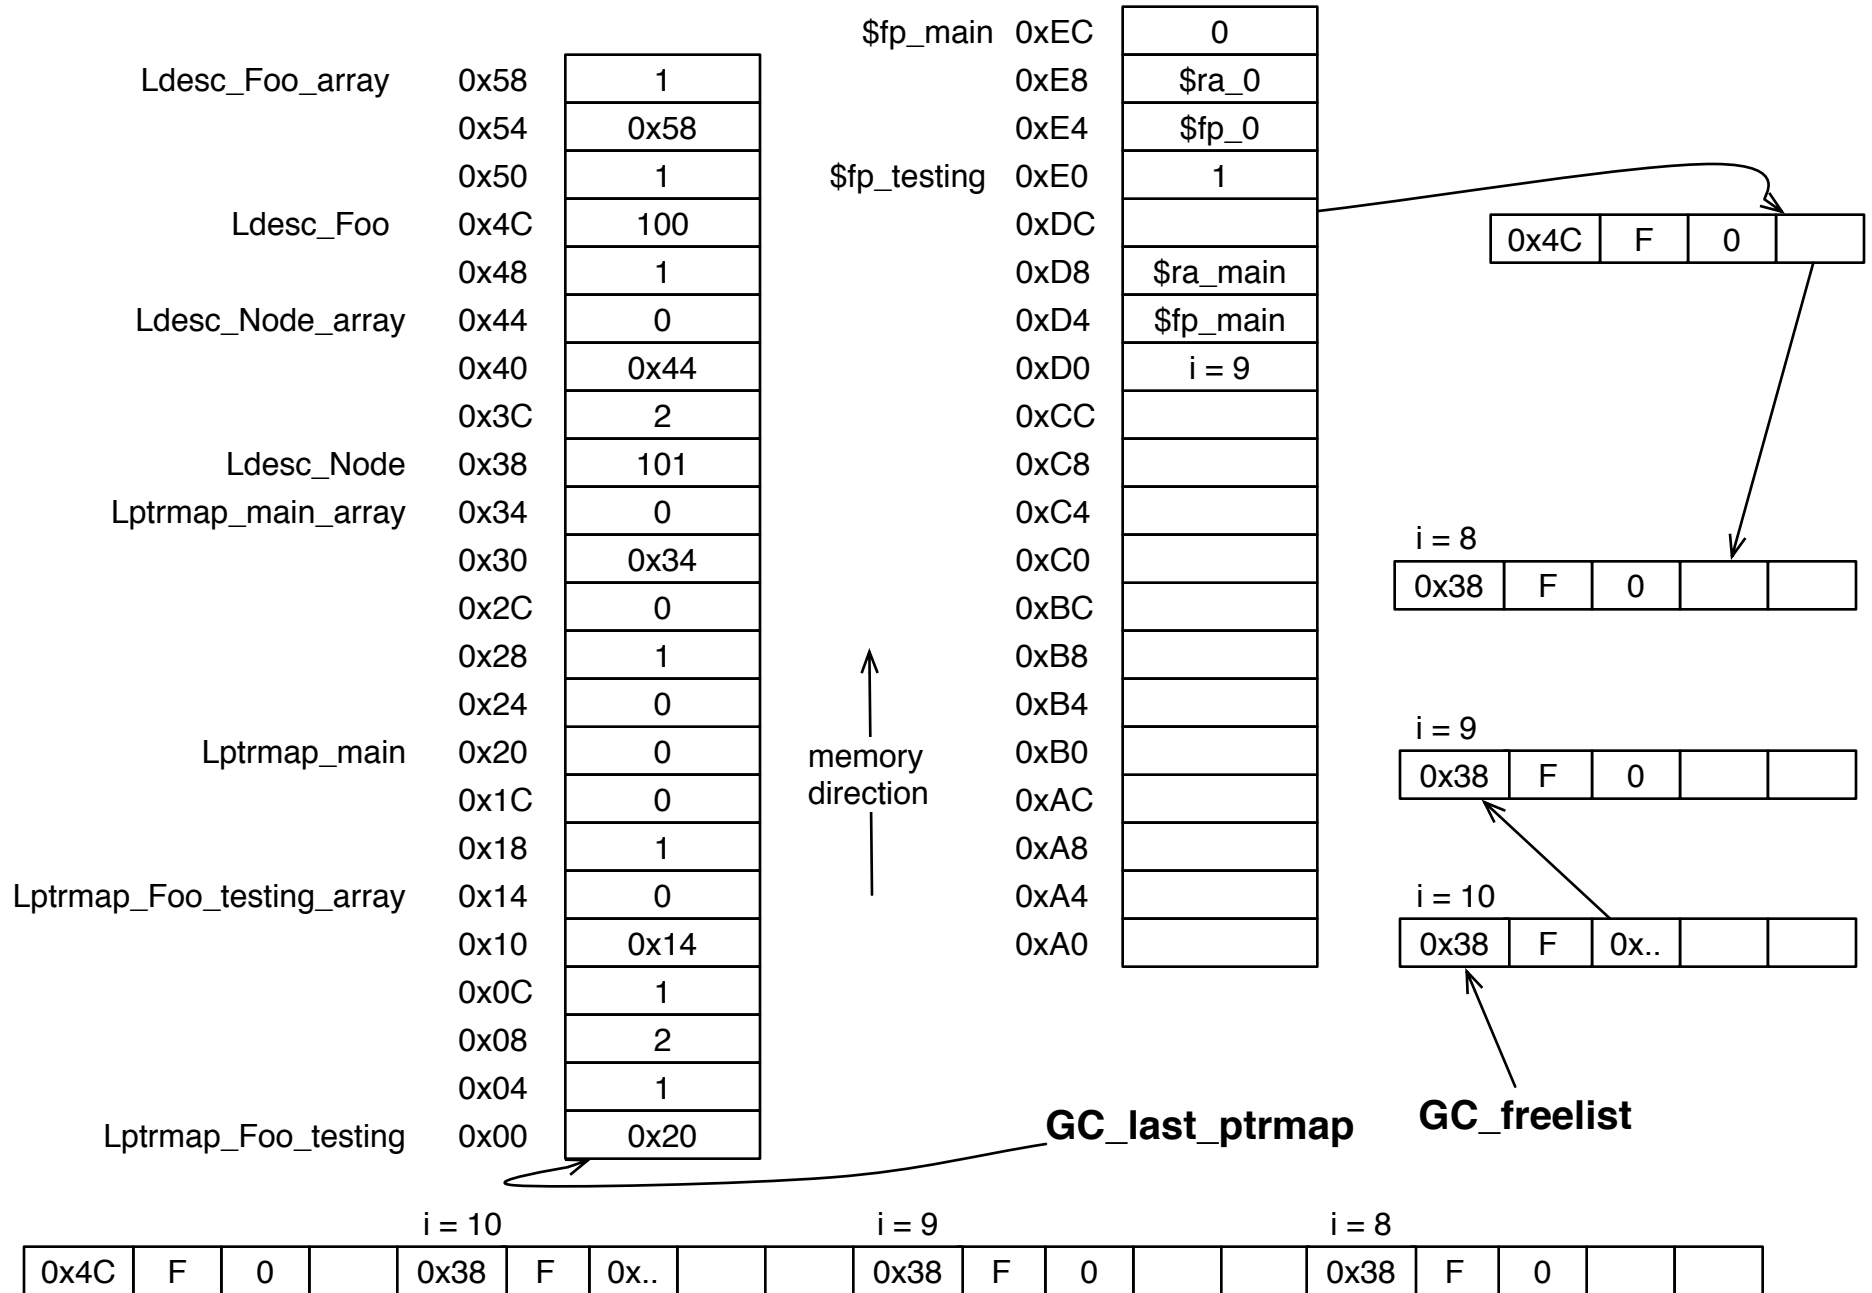 $fp_main 0xEC 0
Ldesc_Foo_array 0x58 1 0xE8 $ra_0
0x54 0x58 0xE4 $fp_0
0x50 1 $fp_testing 0xE0 1
Ldesc_Foo 0x4C 100 0xDC 0x4C F 0
0x48 1 0xD8 $ra_main
Ldesc_Node_array 0x44 0 0xD4 $fp_main
0x40 0x44 0xD0 i = 9
0x3C 2 0xCC
Ldesc_Node 0x38 101 0xC8
Lptrmap_main_array 0x34 0 0xC4
i = 8
0x30 0x34 0xC0 0x38 F 0
0x2C 0 0xBC
0x28 1 0xB8
0x24 0 0xB4
i = 9
Lptrmap_main 0x20 0 memory 0xB0 0x38 F 0
0x1C 0 direction 0xAC
0x18 1 0xA8
Lptrmap_Foo_testing_array 0x14 0 0xA4 i = 10
0x10 0x14 0xA0 0x38 F 0x..
0x0C 1
0x08 2
0x04 1
Lptrmap_Foo_testing 0x00 0x20 GC_last_ptrmap GC_freelist
i = 10 i = 9 i = 8
0x4C F 0 0x38 F 0x.. 0x38 F 0 0x38 F 0